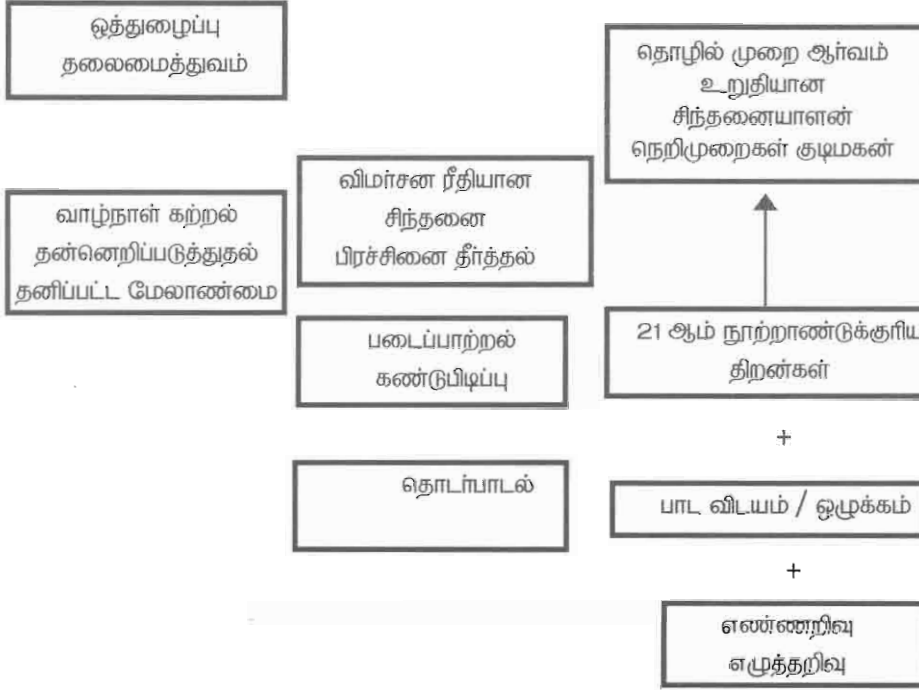 ஒத்துழைப்பு
தலைமைத்துவம்
வாழ்நாள் கற்றல்
தன்னெறிப்படுத்துதல்
தனிப்பட்ட மேலாண்மை
விமர்சன ரீதியான
சிந்தனை
பிரச்சினை தீர்த்தல்
படைப்பாற்றல்
கண்டுபிடிப்பு
தொடர்பாடல்
தொழில் முறை ஆர்வம்
உறுதியான
சிந்தனையாளன்
நெறிமுறைகள் குடிமகன்
21 ஆம் நூற்றாண்டுக்குரிய
திறன்கள்
+
பாட விடயம் / ஒழுக்கம்
+
எண்ணறிவு
எழுத்தறிவு